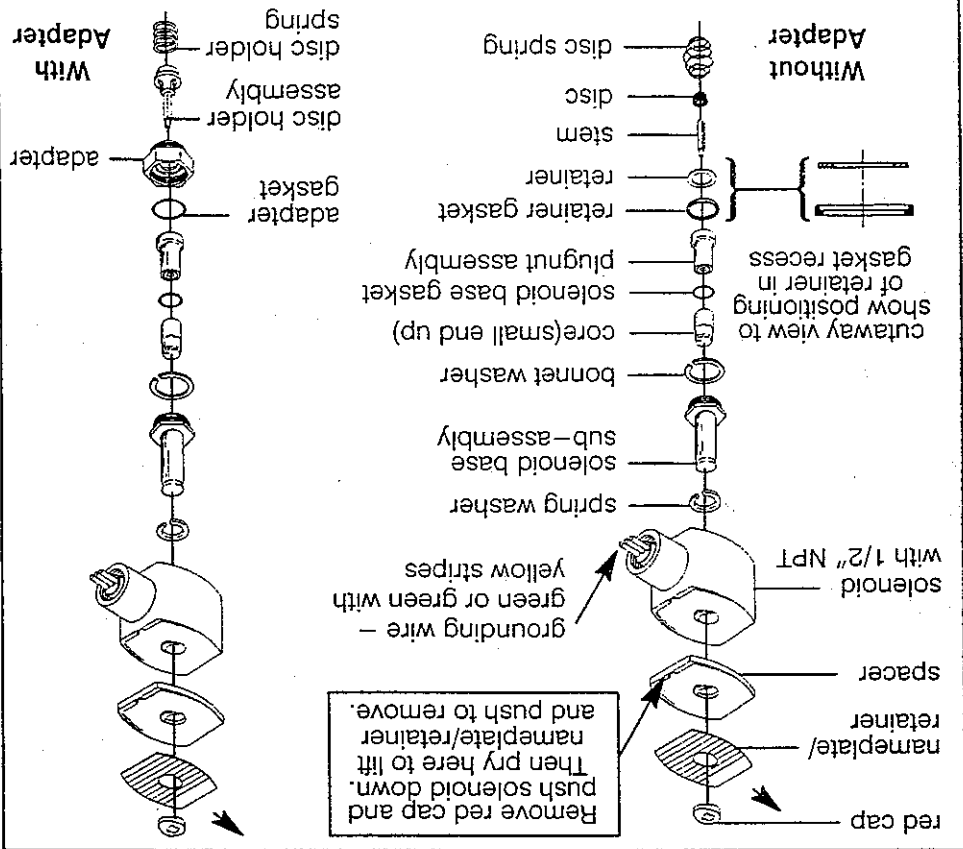 red cap
nameplate/
retainer
spacer
solenoid
with 1/2" NPT
Remove red cap and
push solenoid down.
Then pry here to lift
nameplate/retainer
and push to remove.
grounding wire –
green or green with
yellow stripes
spring washer
solenoid base
sub–assembly
bonnet washer
core(small end up)
solenoid base gasket
plugnut assembly
retainer gasket
retainer
stem
disc
disc spring
cutaway view to
show positioning
of retainer in
gasket recess
Without
Adapter
adapter
gasket
adapter
disc holder
assembly
disc holder
spring
With
Adapter